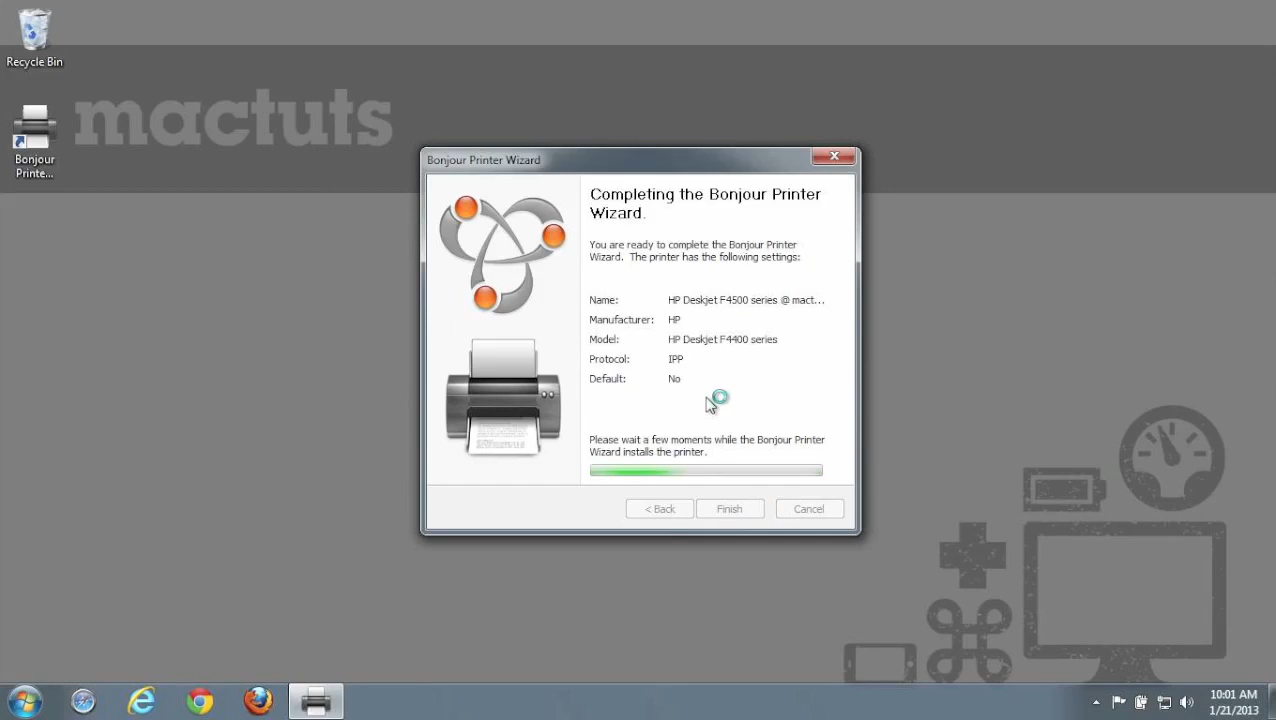 Recycle Bin
mactuts
Bonjour
Printe...
Bonjour Printer Wizard
Completing the Bonjour Printer
Wizard.
You are ready to complete the Bonjour Printer
Wizard. The printer has the following settings:
Name: HP Deskjet F4500 series @ mact...
Manufacturer: HP
Model: HP Deskjet F4400 series
Protocol: IPP
Default: No
Please wait a few moments while the Bonjour Printer
Wizard installs the printer.
< Back Finish Cancel
10:01 AM
1/21/2013